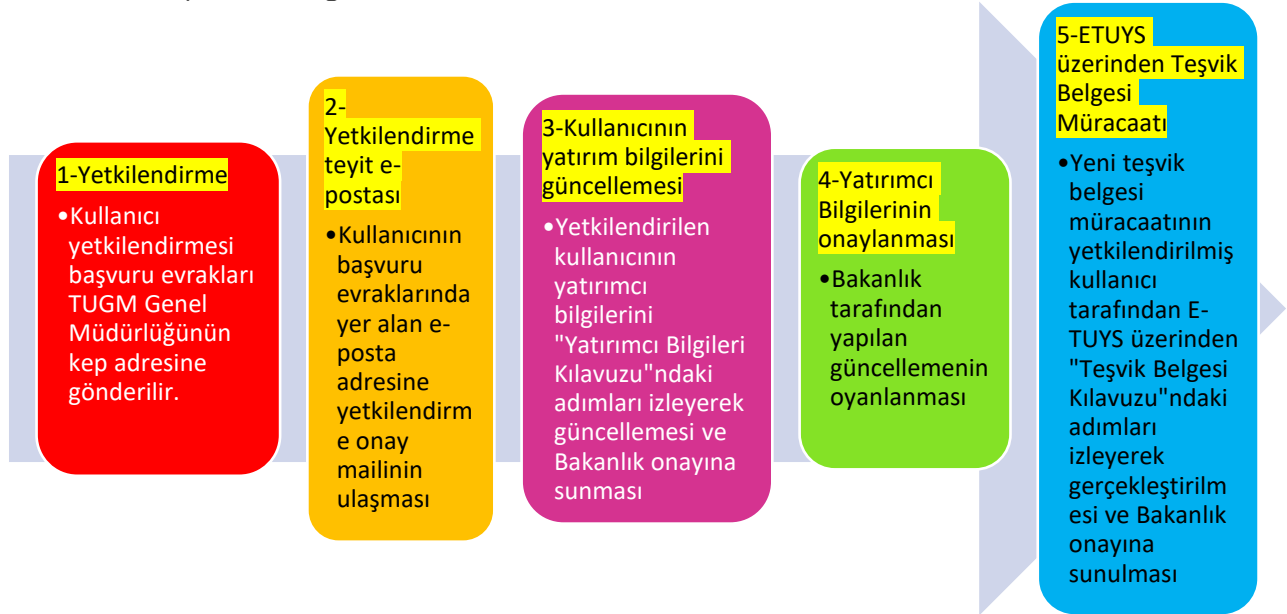 1-Yetkilendirme
•Kullanıcı
yetkilendirmesi
başvuru evrakları
TUGM Genel
Müdürlüğünün
kep adresine
gönderilir.
2-
Yetkilendirme
teyit e-
postası
•Kullanıcının
başvuru
evraklarında
yer alan e-
posta
adresine
yetkilendirm
e onay
mailinin
ulaşması
3-Kullanıcının
yatırım bilgilerini
güncellemesi
•Yetkilendirilen
kullanıcının
yatırımcı
bilgilerini
"Yatırımcı Bilgileri
Kılavuzu"ndaki
adımları izleyerek
güncellemesi ve
Bakanlık onayına
sunması
4-Yatırımcı
Bilgilerinin
onaylanması
•Bakanlık
tarafından
yapılan
güncellemenin
oyanlanması
5-ETUYS
üzerinden Teşvik
Belgesi
Müracaatı
•Yeni teşvik
belgesi
müracaatının
yetkilendirilmiş
kullanıcı
tarafından E-
TUYS üzerinden
"Teşvik Belgesi
Kılavuzu"ndaki
adımları
izleyerek
gerçekleştirilm
esi ve Bakanlık
onayına
sunulması